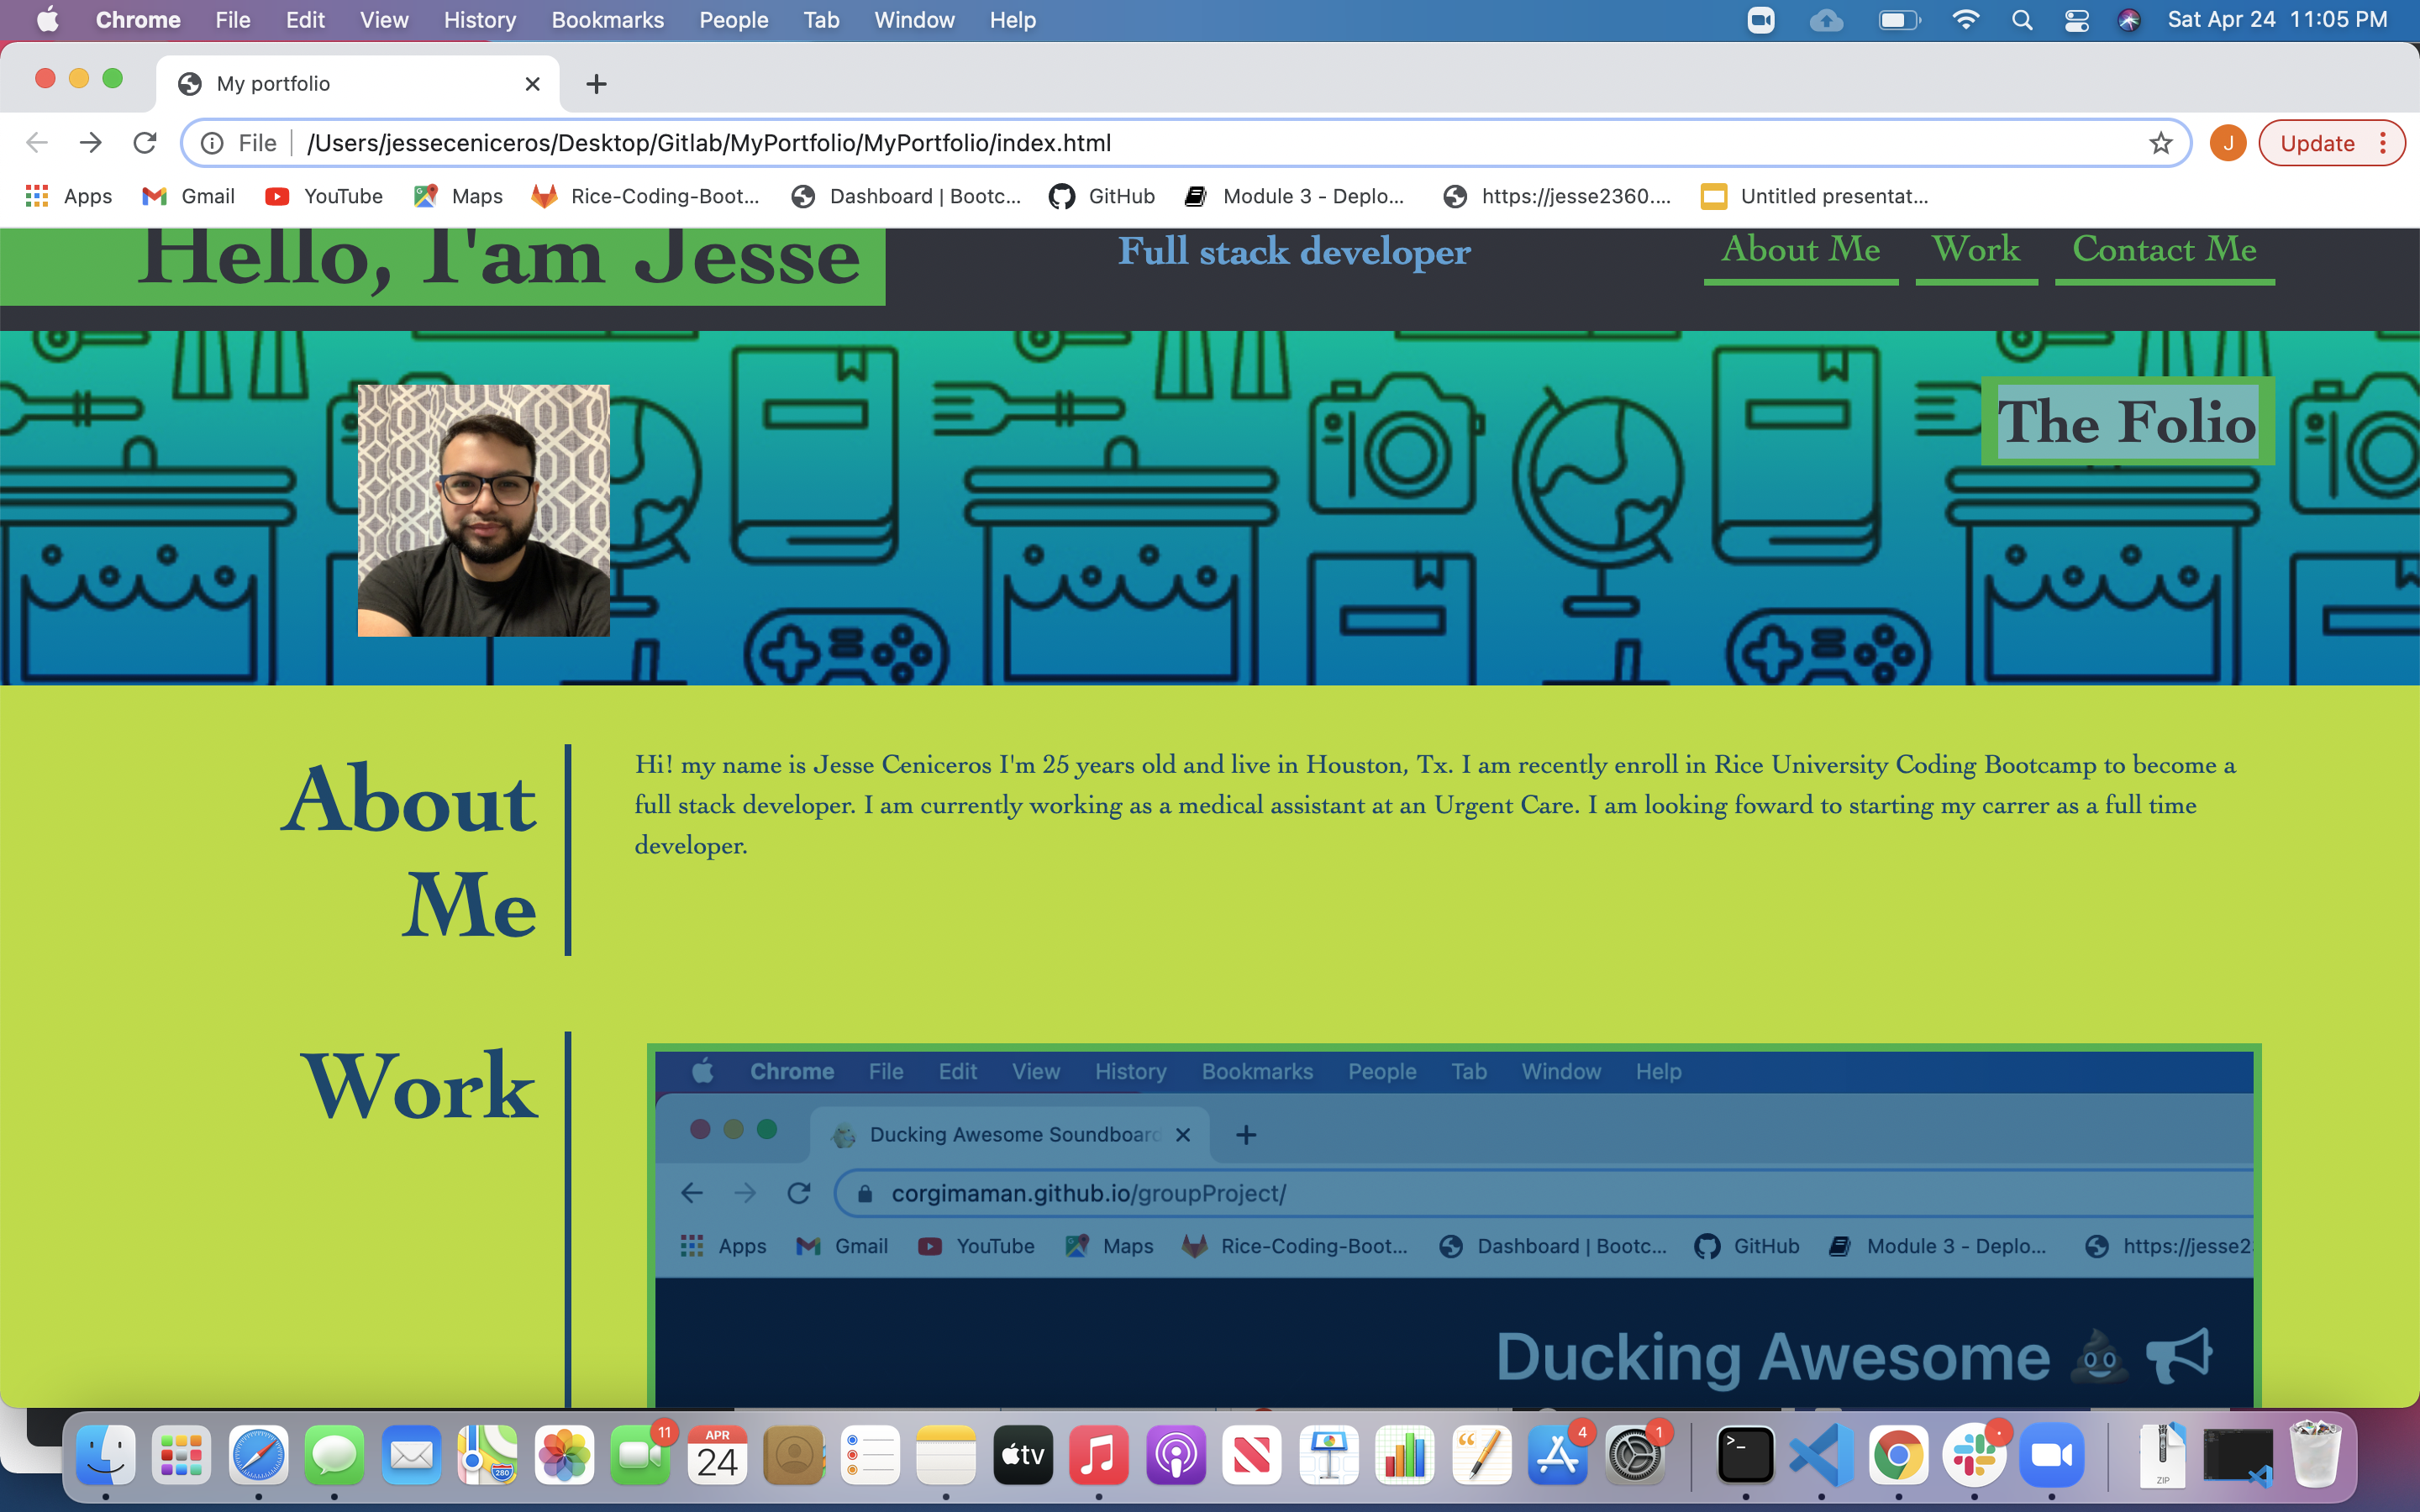 Chrome File Edit View History Bookmarks People Tab Window Help Sat Apr 24 11:05 PM
My portfolio
File /Users/jesseceniceros/Desktop/Gitlab/MyPortfolio/MyPortfolio/index.html J Update
Apps Gmail YouTube Maps Rice-Coding-Boot... Dashboard | Bootc... GitHub Module 3 - Deplo... https://jesse2360.... Untitled presentat...
Hello, I'am Jesse Full stack developer About Me Work Contact Me
The Folio
About
Me
Hi! my name is Jesse Ceniceros I'm 25 years old and live in Houston, Tx. I am recently enroll in Rice University Coding Bootcamp to become a
full stack developer. I am currently working as a medical assistant at an Urgent Care. I am looking foward to starting my carrer as a full time
developer.
Work
Chrome File Edit View History Bookmarks People Tab Window Help
Ducking Awesome Soundboard
corgimaman.github.io/groupProject/
Apps Gmail YouTube Maps Rice-Coding-Boot... Dashboard | Bootc... GitHub Module 3 - Deplo... https://jesse2
Ducking Awesome 💩
280 11 APR 24 tv 4 1 >_ ZIP